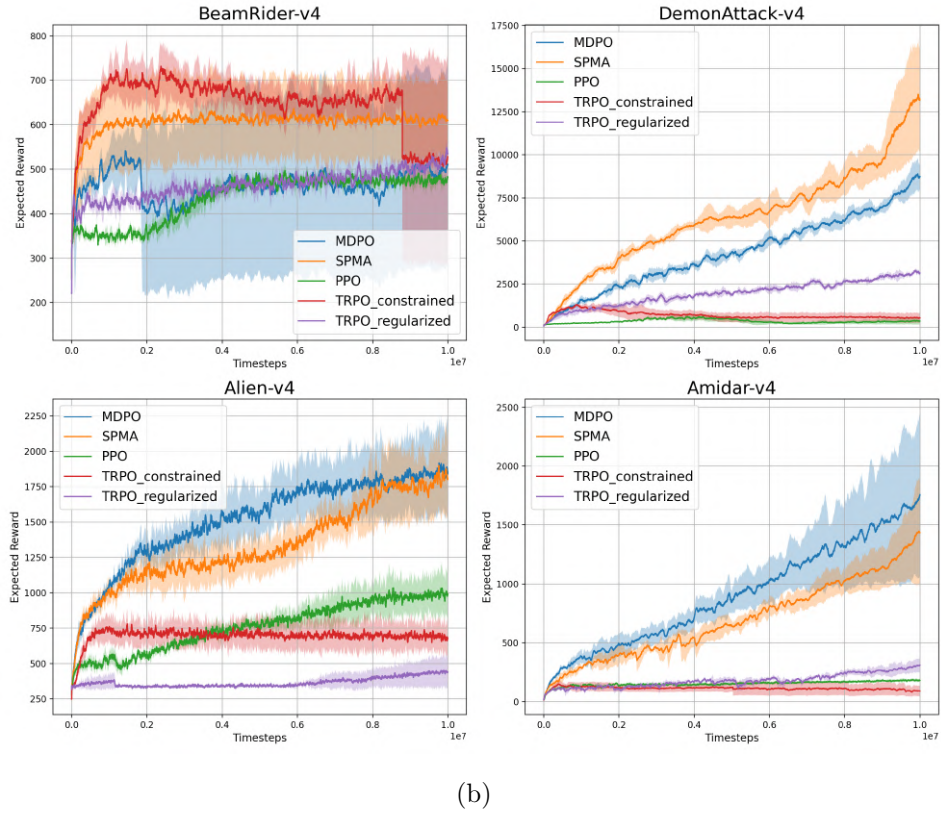 BeamRider-v4
Expected Reward
800
700
600
500
400
300
200
0.0
0.2
0.4
0.6
0.8
1.0
1e7
Timesteps
MDPO
SPMA
PPO
TRPO_constrained
TRPO_regularized
DemonAttack-v4
Expected Reward
17500
15000
12500
10000
7500
5000
2500
0
0.0
0.2
0.4
0.6
0.8
1.0
1e7
Timesteps
MDPO
SPMA
PPO
TRPO_constrained
TRPO_regularized
Alien-v4
Expected Reward
2250
2000
1750
1500
1250
1000
750
500
250
0.0
0.2
0.4
0.6
0.8
1.0
1e7
Timesteps
MDPO
SPMA
PPO
TRPO_constrained
TRPO_regularized
Amidar-v4
Expected Reward
2500
2000
1500
1000
500
0
0.0
0.2
0.4
0.6
0.8
1.0
1e7
Timesteps
MDPO
SPMA
PPO
TRPO_constrained
TRPO_regularized
(b)